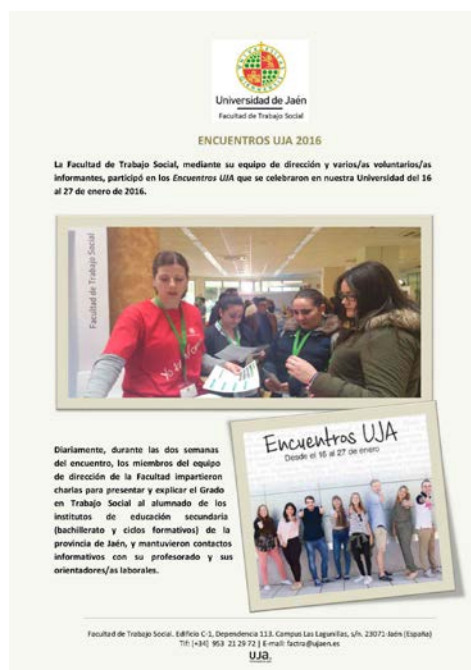 Universidad de Jaén
Facultad de Trabajo Social
ENCUENTROS UJA 2016
La Facultad de Trabajo Social, mediante su equipo de dirección y varios/as voluntarios/as
informantes, participó en los Encuentros UJA que se celebraron en nuestra Universidad del 16
al 27 de enero de 2016.
Facultad de Trabajo Social
Encuentros UJA
Desde el 16 al 27 de enero
Diariamente, durante las dos semanas
del encuentro, los miembros del equipo
de dirección de la Facultad impartieron
charlas para presentar y explicar el Grado
en Trabajo Social al alumnado de los
institutos de educación secundaria
(bachillerato y ciclos formativos) de la
provincia de Jaén, y mantuvieron contactos
informativos con su profesorado y sus
orientadores/as laborales.
Facultad de Trabajo Social. Edificio C-1, Dependencia 113. Campus Las Lagunillas, s/n. 23071-Jaén (España)
Tlf: [+34] 953 21 29 72 | E-mail: factra@ujaen.es
UJA.